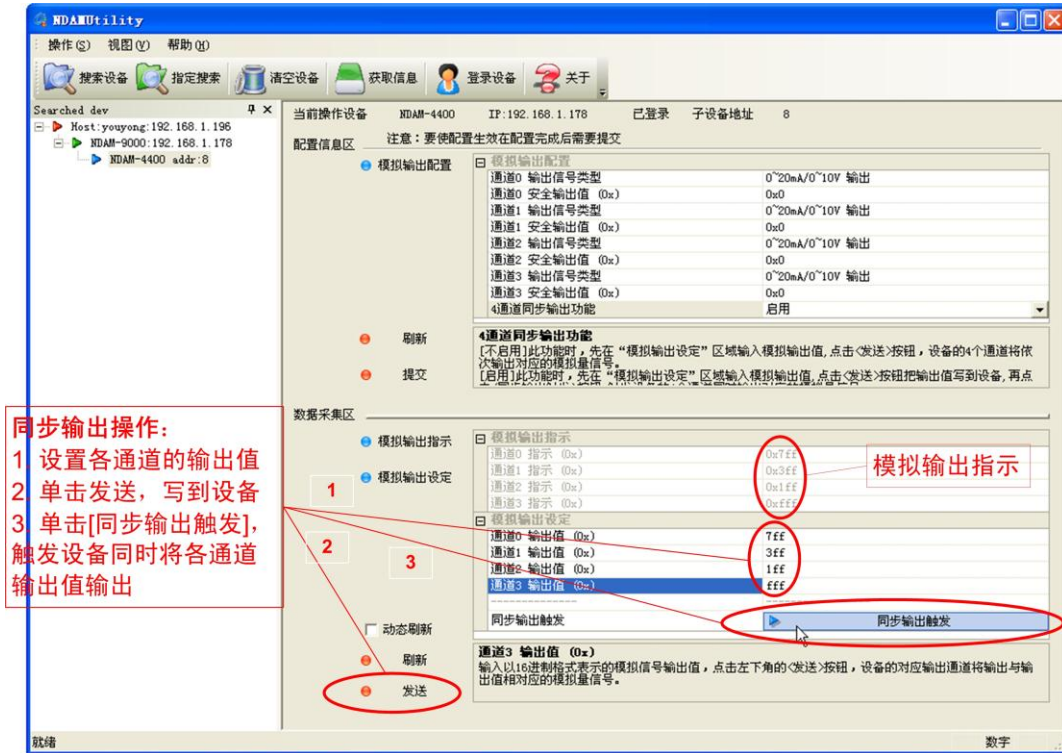 NDAMUtility
操作(S) 视图(V) 帮助(H)
搜索设备 指定搜索 清空设备 获取信息 登录设备 关于
Searched dev
Host:youyong:192.168.1.196
NDAM-9000:192.168.1.178
NDAM-4400 addr:8
当前操作设备 NDAM-4400 IP:192.168.1.178 已登录 子设备地址 8
配置信息区 注意：要使配置生效在配置完成后需要提交
模拟输出配置
模拟输出配置
通道0 输出信号类型 0~20mA/0~10V 输出
通道0 安全输出值 (0x) 0x0
通道1 输出信号类型 0~20mA/0~10V 输出
通道1 安全输出值 (0x) 0x0
通道2 输出信号类型 0~20mA/0~10V 输出
通道2 安全输出值 (0x) 0x0
通道3 输出信号类型 0~20mA/0~10V 输出
通道3 安全输出值 (0x) 0x0
4通道同步输出功能 启用
刷新
提交
4通道同步输出功能
[不启用]此功能时，先在“模拟输出设定”区域输入模拟输出值,点击<发送>按钮，设备的4个通道将依
次输出对应的模拟量信号。
[启用]此功能时，先在“模拟输出设定”区域输入模拟输出值,点击<发送>按钮把输出值写到设备,再点
数据采集区
模拟输出指示
模拟输出设定
模拟输出指示
通道0 指示 (0x) 0x7ff
通道1 指示 (0x) 0x3ff
通道2 指示 (0x) 0x1ff
通道3 指示 (0x) 0xfff
模拟输出设定
通道0 输出值 (0x) 7ff
通道1 输出值 (0x) 3ff
通道2 输出值 (0x) 1ff
通道3 输出值 (0x) fff
同步输出触发 同步输出触发
动态刷新
刷新
发送
通道3 输出值 (0x)
输入以16进制格式表示的模拟信号输出值，点击左下角的<发送>按钮，设备的对应输出通道将输出与输
出值相对应的模拟量信号。
同步输出操作：
1. 设置各通道的输出值
2. 单击发送，写到设备
3. 单击[同步输出触发]，
触发设备同时将各通道
输出值输出
1
2
3
模拟输出指示
就绪 数字